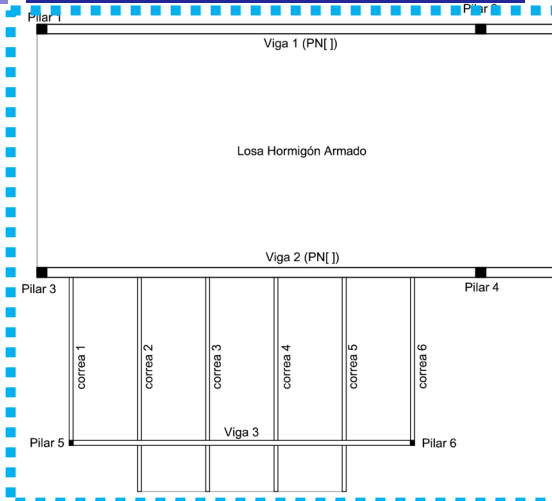 Pilar 1
Viga 1 (PN[ ])
Losa Hormigón Armado
Viga 2 (PN[ ])
Pilar 3
Pilar 4
correa 1
correa 2
correa 3
correa 4
correa 5
correa 6
Viga 3
Pilar 5
Pilar 6